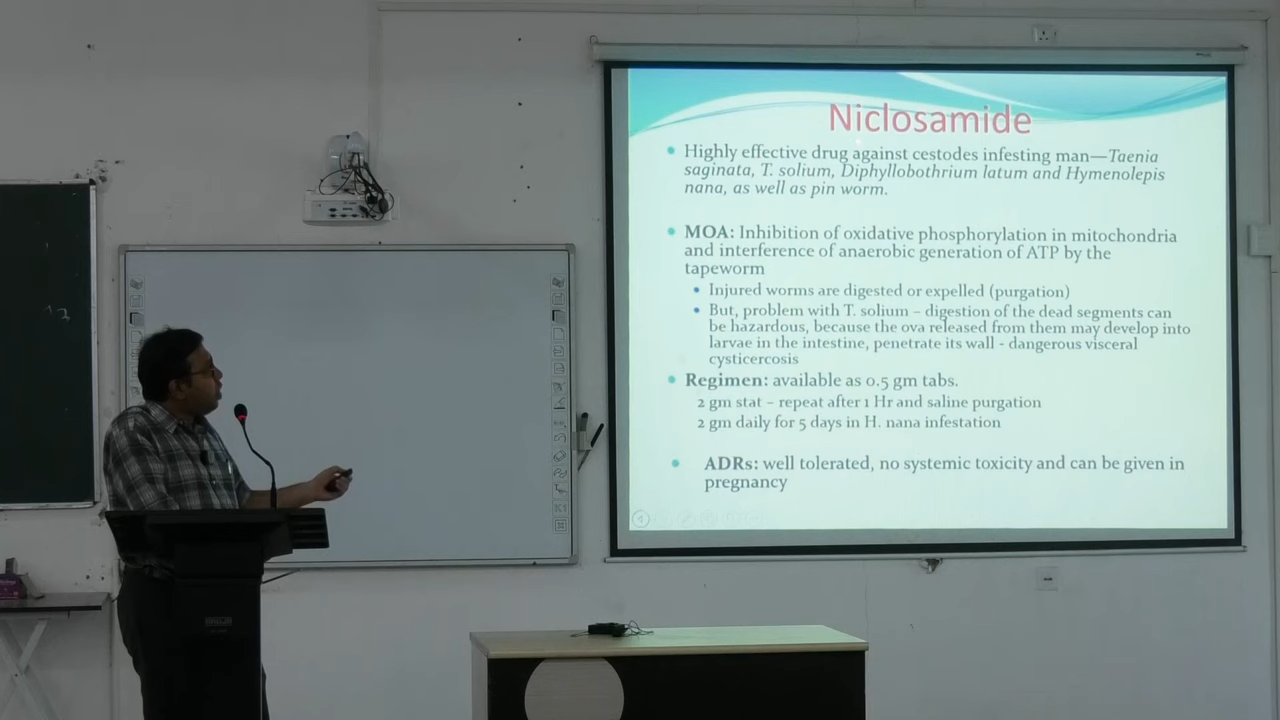 Niclosamide
Highly effective drug against cestodes infesting man—Taenia
saginata, T. solium, Diphyllobothrium latum and Hymenolepis
nana, as well as pin worm.
MOA: Inhibition of oxidative phosphorylation in mitochondria
and interference of anaerobic generation of ATP by the
tapeworm
Injured worms are digested or expelled (purgation)
But, problem with T. solium – digestion of the dead segments can
be hazardous, because the ova released from them may develop into
larvae in the intestine, penetrate its wall - dangerous visceral
cysticercosis
Regimen: available as 0.5 gm tabs.
2 gm stat – repeat after 1 Hr and saline purgation
2 gm daily for 5 days in H. nana infestation
ADRs: well tolerated, no systemic toxicity and can be given in
pregnancy